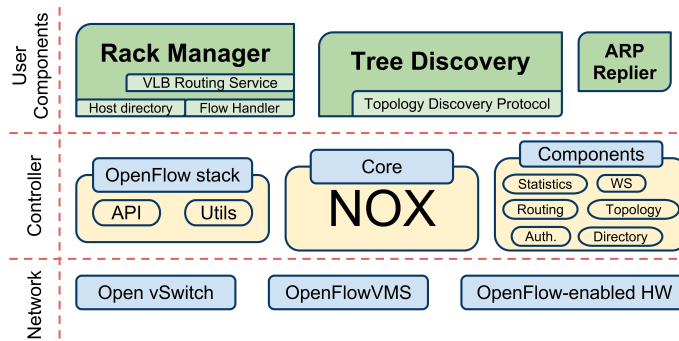 User
Components
Rack Manager
VLB Routing Service
Host directory
Flow Handler
Tree Discovery
Topology Discovery Protocol
ARP
Replier
Controller
OpenFlow stack
API
Utils
Core
NOX
Components
Statistics
WS
Routing
Topology
Auth.
Directory
Network
Open vSwitch
OpenFlowVMS
OpenFlow-enabled HW